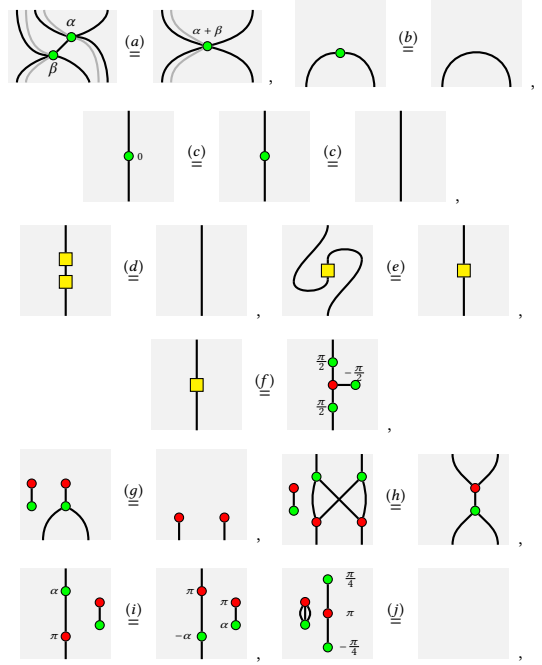 α (a) = α + β , (b) = ,
β
0 (c) = (c) = ,
(d) = , (e) = ,
(f) = π/2 -π/2 π/2 ,
(g) = , (h) = ,
α π (i) = π -α π α , π/4 π -π/4 (j) =